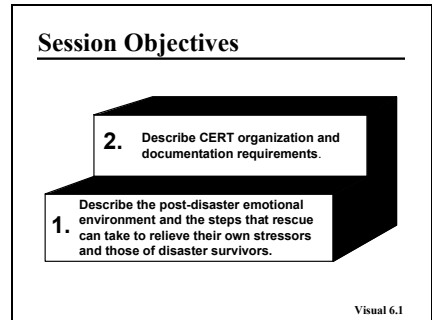 Session Objectives
2. Describe CERT organization and
documentation requirements.
1. Describe the post-disaster emotional
environment and the steps that rescue
can take to relieve their own stressors
and those of disaster survivors.
Visual 6.1